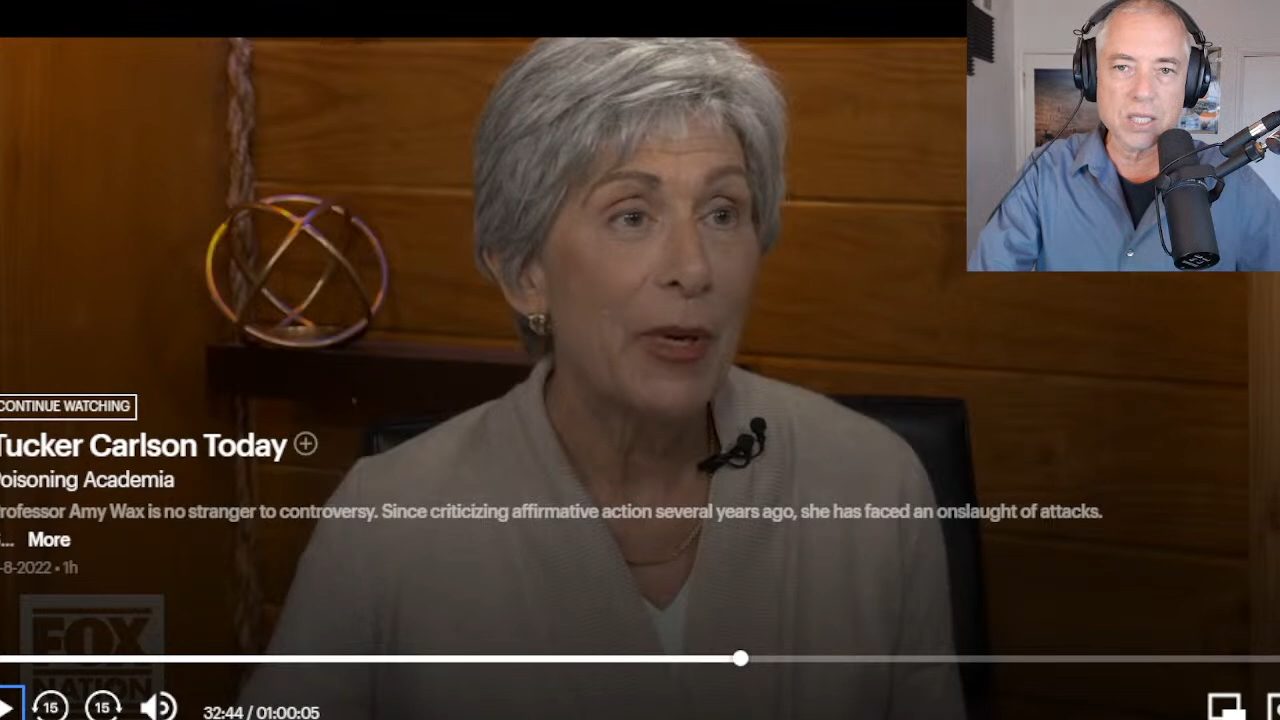 CONTINUE WATCHING
Tucker Carlson Today
Poisoning Academia
rofessor Amy Wax is no stranger to controversy. Since criticizing affirmative action several years ago, she has faced an onslaught of attacks.
... More
-8-2022 • 1h
FOX
NATION
15 15 32:44 / 01:00:05